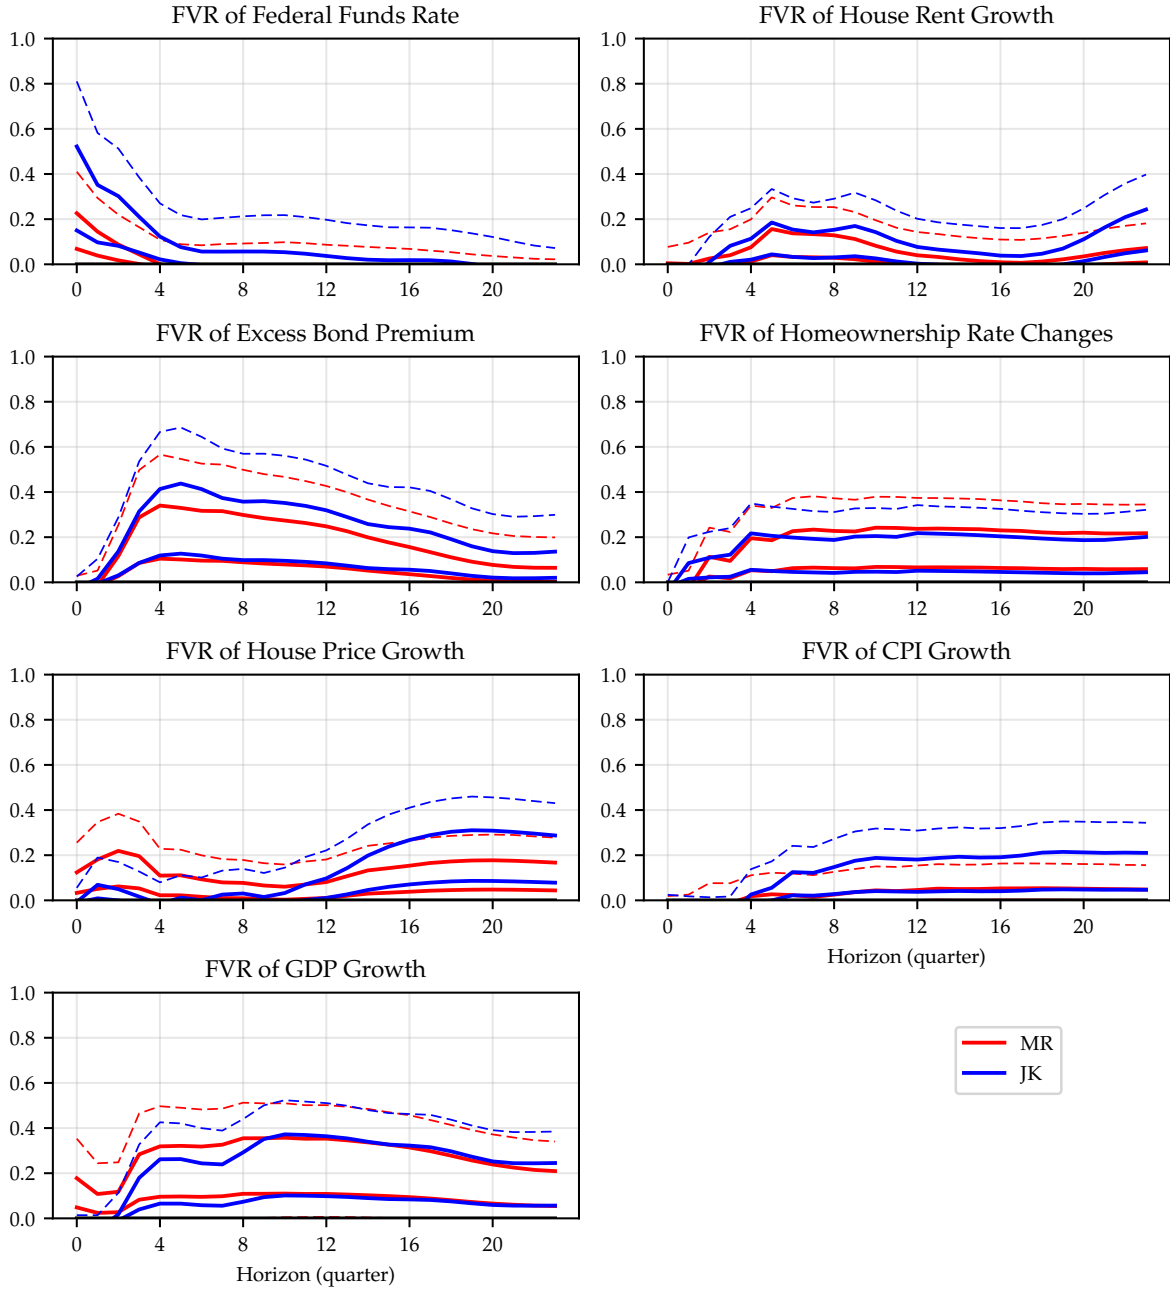 FVR of Federal Funds Rate
1.0
0.8
0.6
0.4
0.2
0.0
0 4 8 12 16 20
FVR of House Rent Growth
1.0
0.8
0.6
0.4
0.2
0.0
0 4 8 12 16 20
FVR of Excess Bond Premium
1.0
0.8
0.6
0.4
0.2
0.0
0 4 8 12 16 20
FVR of Homeownership Rate Changes
1.0
0.8
0.6
0.4
0.2
0.0
0 4 8 12 16 20
FVR of House Price Growth
1.0
0.8
0.6
0.4
0.2
0.0
0 4 8 12 16 20
FVR of CPI Growth
1.0
0.8
0.6
0.4
0.2
0.0
0 4 8 12 16 20
Horizon (quarter)
FVR of GDP Growth
1.0
0.8
0.6
0.4
0.2
0.0
0 4 8 12 16 20
Horizon (quarter)
MR
JK